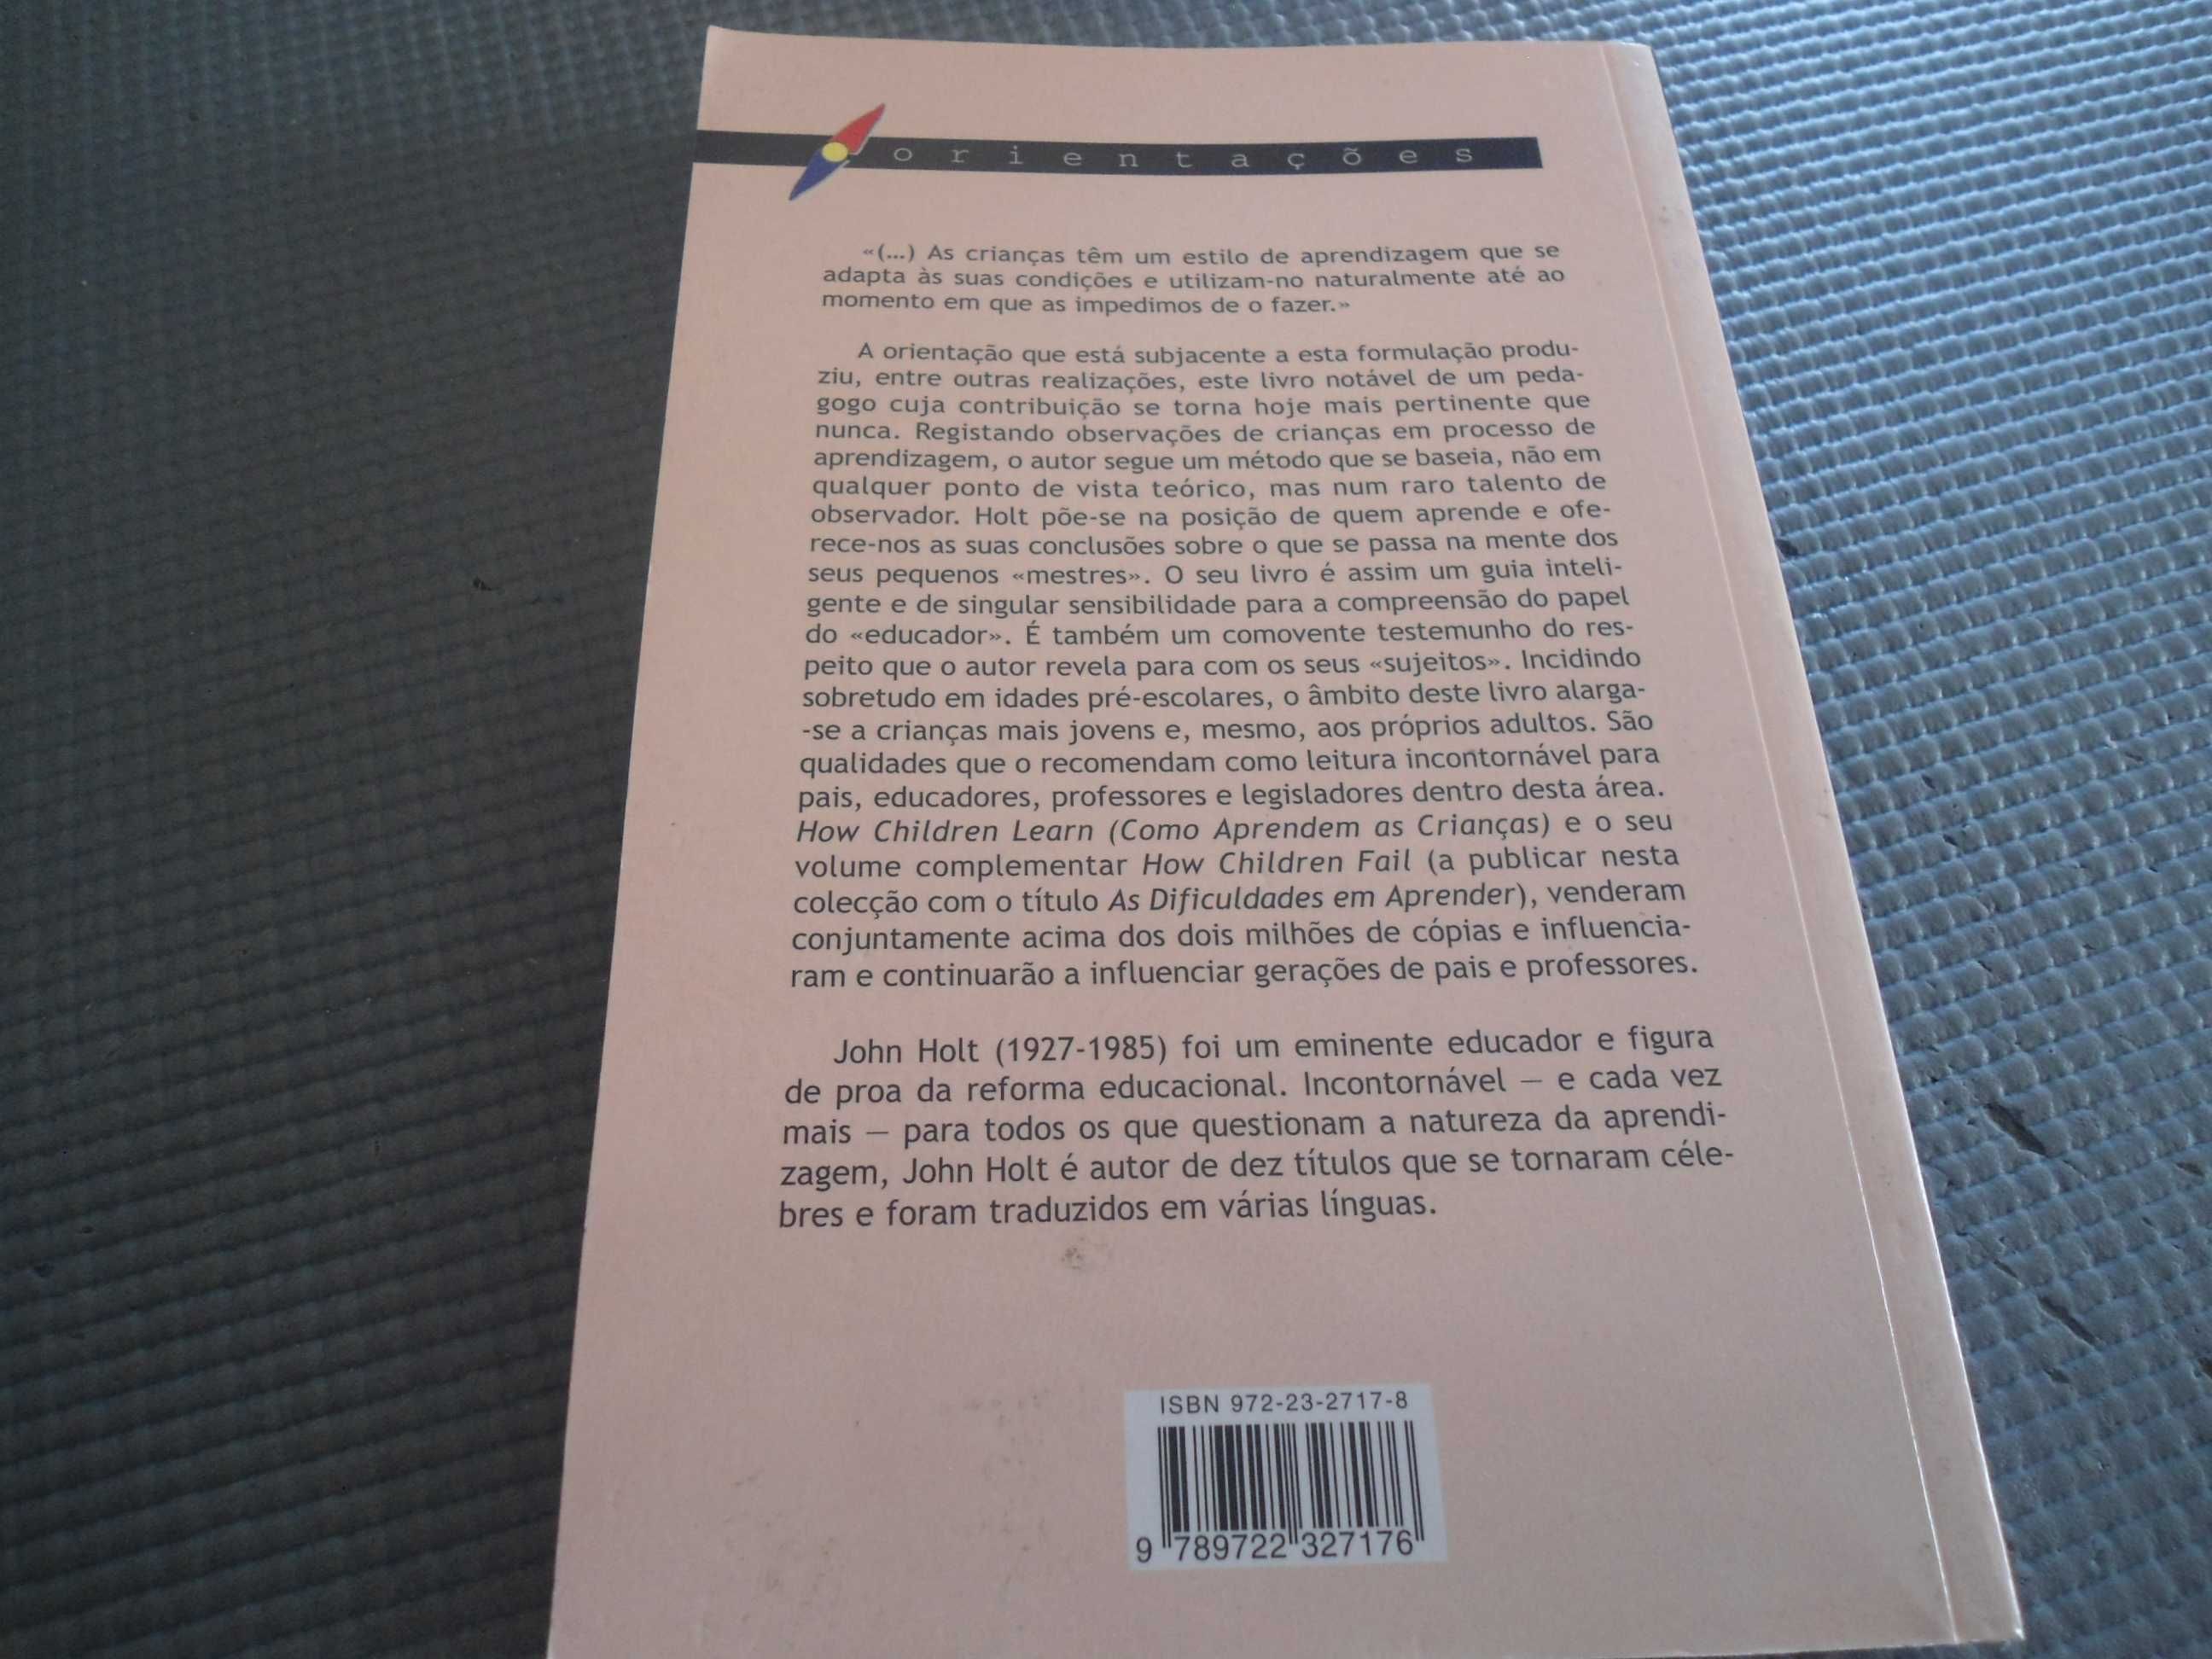 orientações
«(...) As crianças têm um estilo de aprendizagem que se
adapta às suas condições e utilizam-no naturalmente até ao
momento em que as impedimos de o fazer.»
A orientação que está subjacente a esta formulação produ-
ziu, entre outras realizações, este livro notável de um peda-
gogo cuja contribuição se torna hoje mais pertinente que
nunca. Registando observações de crianças em processo de
aprendizagem, o autor segue um método que se baseia, não em
qualquer ponto de vista teórico, mas num raro talento de
observador. Holt põe-se na posição de quem aprende e ofe-
rece-nos as suas conclusões sobre o que se passa na mente dos
seus pequenos «mestres». O seu livro é assim um guia inteli-
gente e de singular sensibilidade para a compreensão do papel
do «educador». É também um comovente testemunho do res-
peito que o autor revela para com os seus «sujeitos». Incidindo
sobretudo em idades pré-escolares, o âmbito deste livro alarga-
-se a crianças mais jovens e, mesmo, aos próprios adultos. São
qualidades que o recomendam como leitura incontornável para
pais, educadores, professores e legisladores dentro desta área.
How Children Learn (Como Aprendem as Crianças) e o seu
volume complementar How Children Fail (a publicar nesta
colecção com o título As Dificuldades em Aprender), venderam
conjuntamente acima dos dois milhões de cópias e influencia-
ram e continuarão a influenciar gerações de pais e professores.
John Holt (1927-1985) foi um eminente educador e figura
de proa da reforma educacional. Incontornável — e cada vez
mais — para todos os que questionam a natureza da aprendi-
zagem, John Holt é autor de dez títulos que se tornaram céle-
bres e foram traduzidos em várias línguas.
ISBN 972-23-2717-8
9 789722 327176